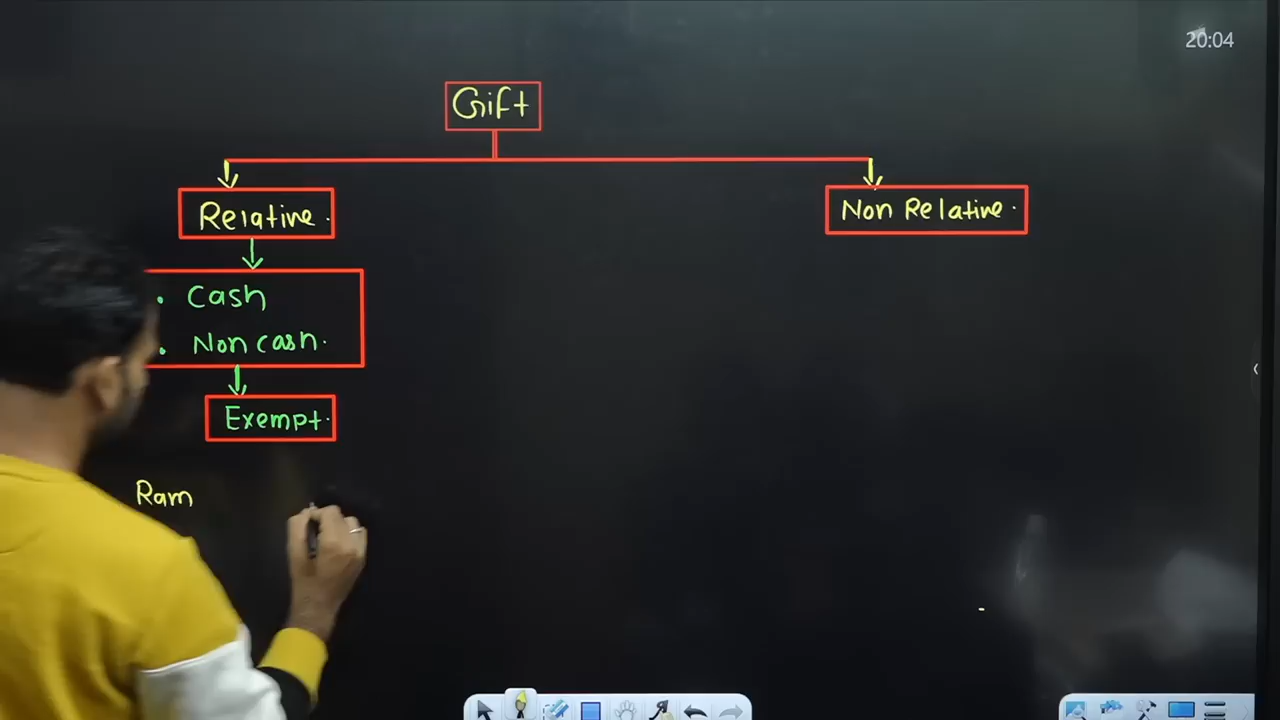 20:04
Gift
Relative.
Non Relative.
• Cash
• Non cash.
Exempt.
Ram